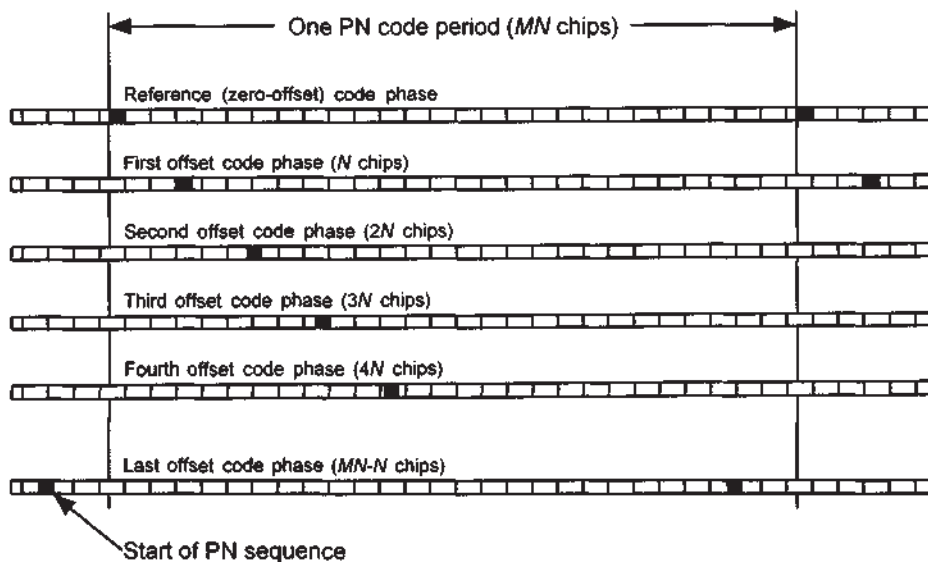 One PN code period (MN chips)
Reference (zero-offset) code phase
First offset code phase (N chips)
Second offset code phase (2N chips)
Third offset code phase (3N chips)
Fourth offset code phase (4N chips)
Last offset code phase (MN-N chips)
Start of PN sequence